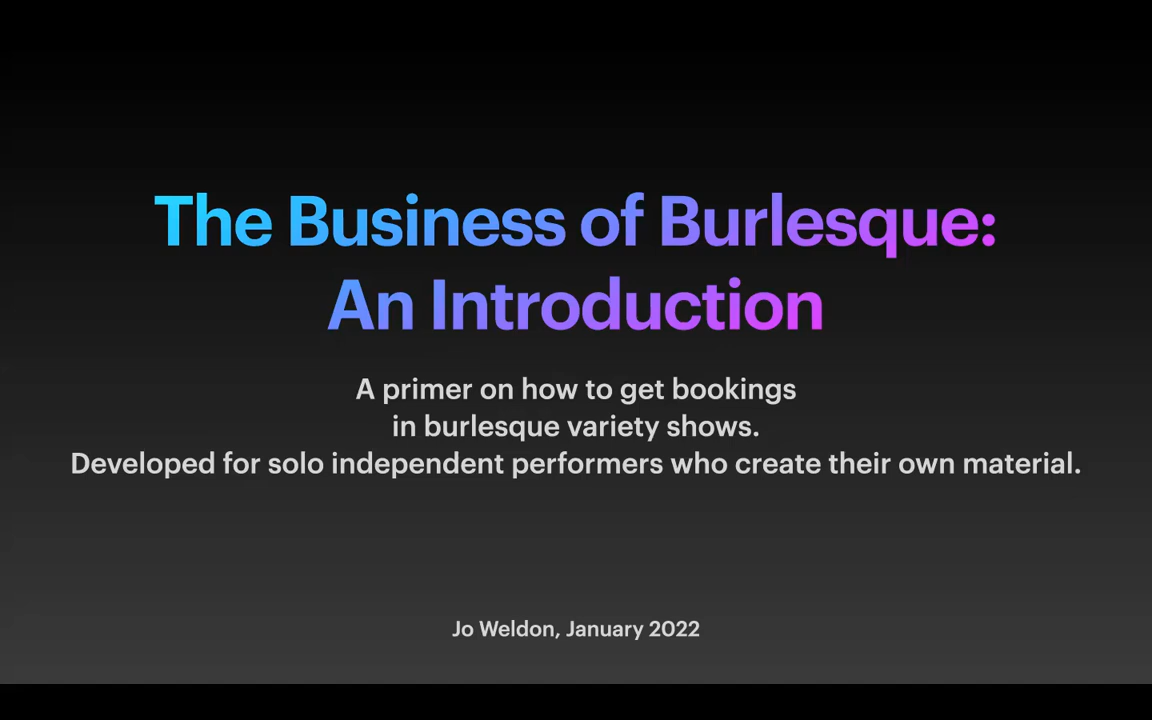 The Business of Burlesque:
An Introduction
A primer on how to get bookings
in burlesque variety shows.
Developed for solo independent performers who create their own material.
Jo Weldon, January 2022